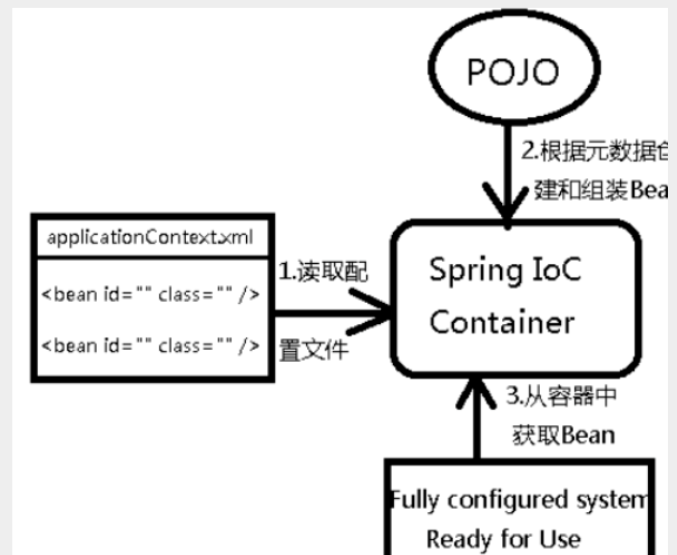 POJO
2.根据元数据
建和组装Bea
applicationContext.xml
<bean id="" class="" />
<bean id="" class="" />
1.读取配
置文件
Spring IoC
Container
3.从容器中
获取Bean
Fully configured system
Ready for Use